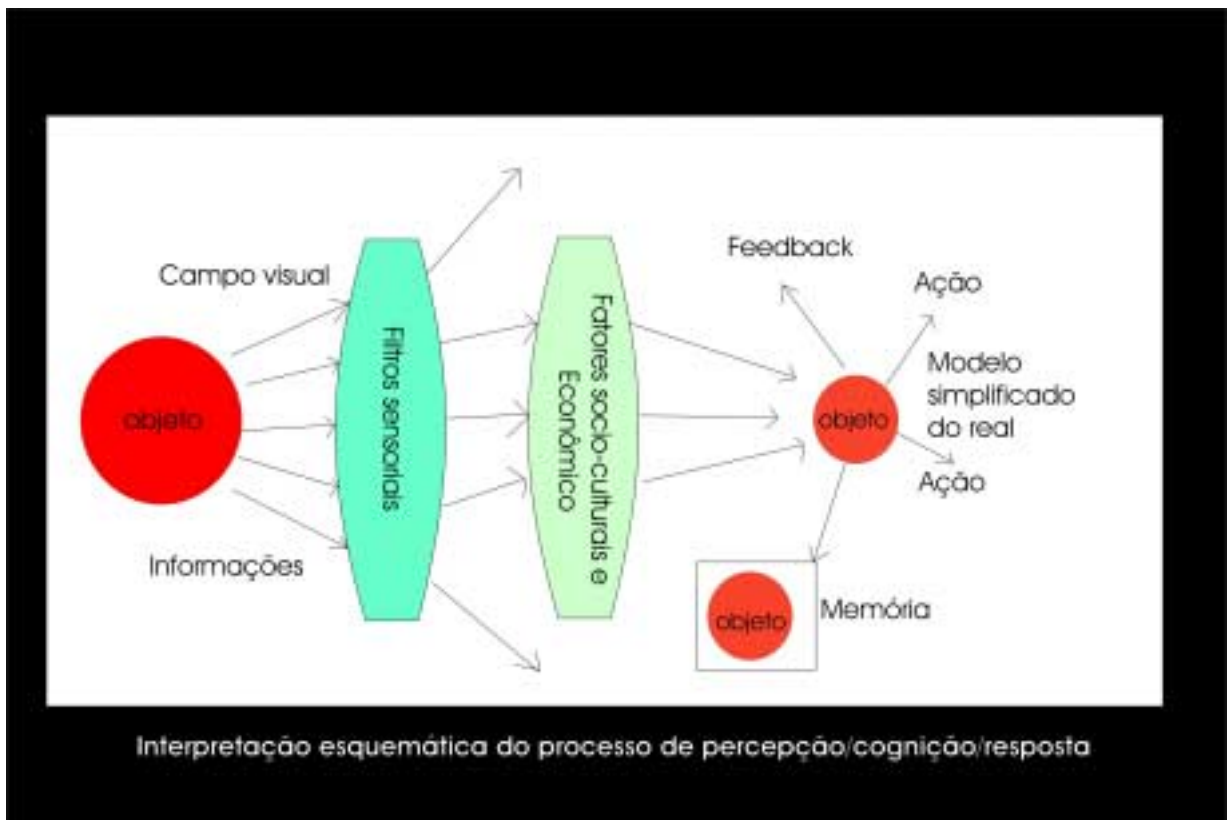 Campo visual
objeto
Informações
Filtros sensoriais
Fatores socio-culturais e
Econômico
Feedback
Ação
Modelo
simplificado
do real
objeto
Ação
objeto
Memória
Interpretação esquemática do processo de percepção/cognição/resposta